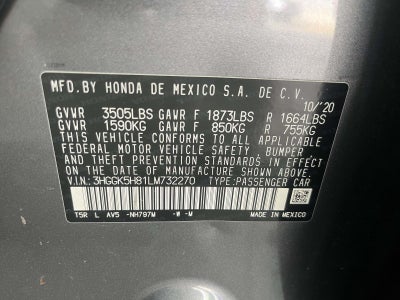 MFD.BY HONDA DE MEXICO S.A. DE C.V.
10/'20
GVWR 3505LBS GAWR F 1873LBS R 1664LBS
GVWR 1590KG GAWR F 850KG R 755KG
THIS VEHICLE CONFORMS TO ALL APPLICABLE
FEDERAL MOTOR VEHICLE SAFETY, BUMPER
AND THEFT PREVENTION STANDARDS IN EFFECT
ON THE DATE OF MANUFACTURE SHOWN ABOVE.
V.I.N.: 3HGGK5H81LM732270 TYPE:PASSENGER CAR
T5R L AV5 -NH797M -W -M MADE IN MEXICO